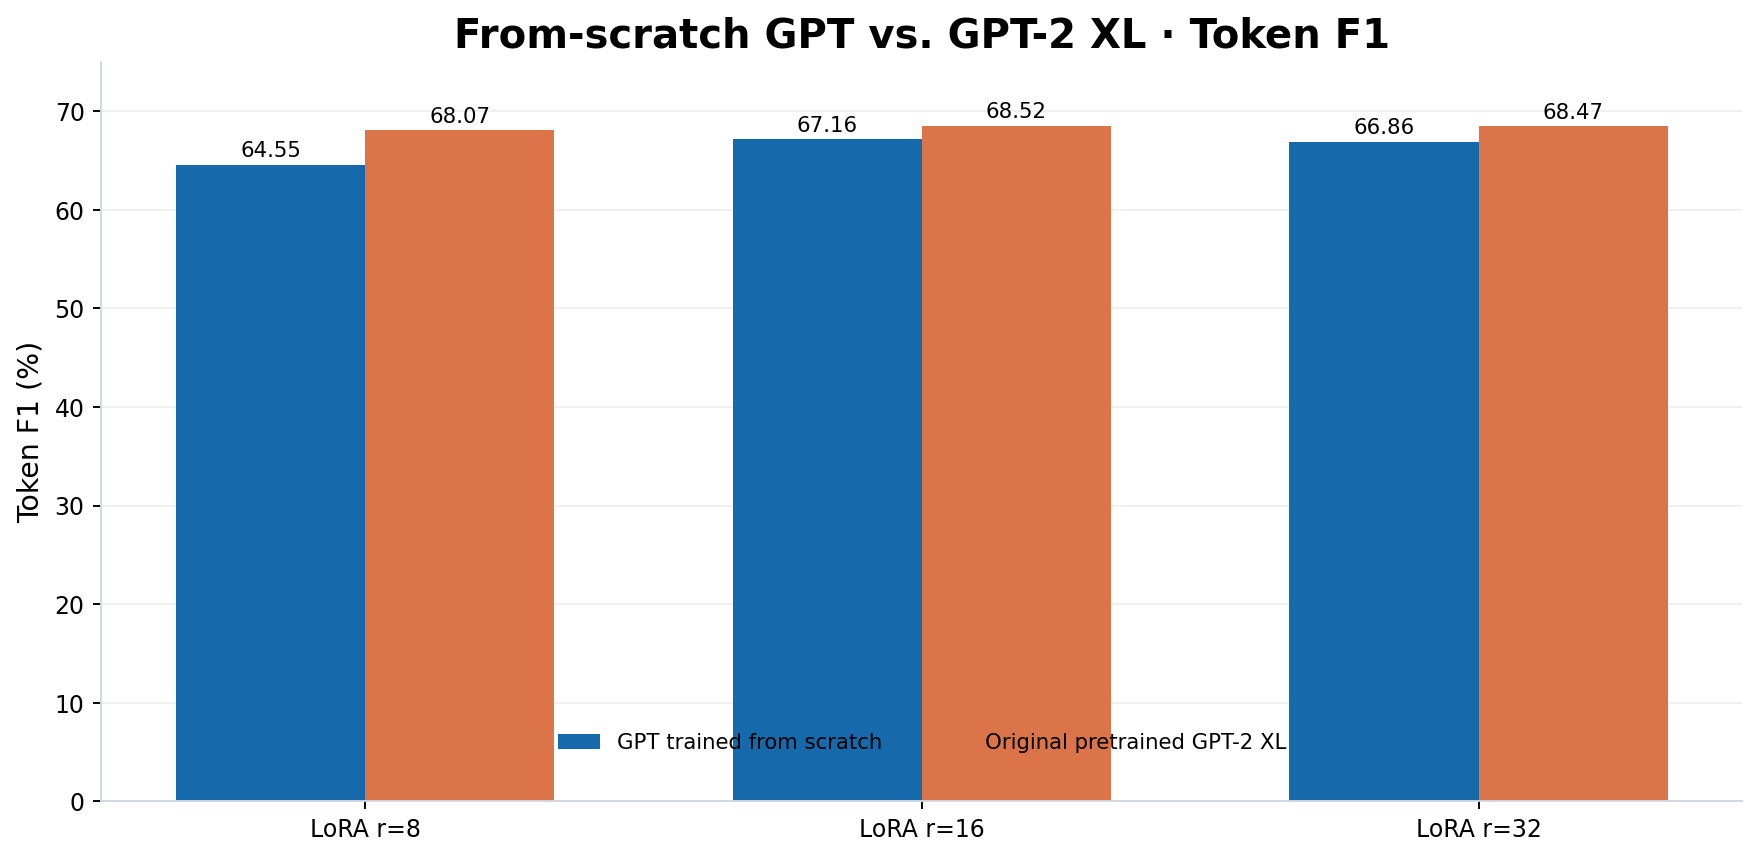 From-scratch GPT vs. GPT-2 XL · Token F1
Token F1 (%)
70
60
50
40
30
20
10
0
64.55
68.07
67.16
68.52
66.86
68.47
GPT trained from scratch
Original pretrained GPT-2 XL
LoRA r=8
LoRA r=16
LoRA r=32